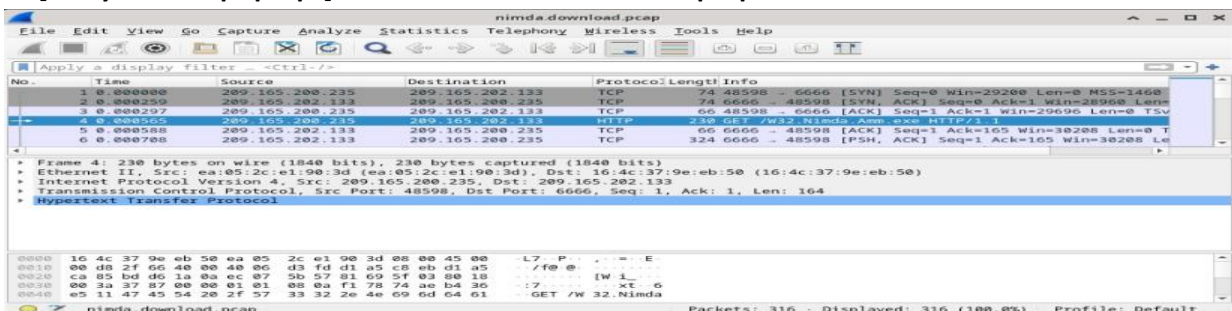 nimda.download.pcap
File Edit View Go Capture Analyze Statistics Telephony Wireless Tools Help
Apply a display filter … <Ctrl-/>
No. Time Source Destination Protocol Length Info
1 0.000000 209.165.200.235 209.165.202.133 TCP 74 48598 → 6666 [SYN] Seq=0 Win=29200 Len=0 MSS=1460
2 0.000259 209.165.202.133 209.165.200.235 TCP 74 6666 → 48598 [SYN, ACK] Seq=0 Ack=1 Win=28960 Len=
3 0.000297 209.165.200.235 209.165.202.133 TCP 66 48598 → 6666 [ACK] Seq=1 Ack=1 Win=29696 Len=0 TSv
4 0.000565 209.165.200.235 209.165.202.133 HTTP 230 GET /W32.Nimda.Amm.exe HTTP/1.1
5 0.000588 209.165.202.133 209.165.200.235 TCP 66 6666 → 48598 [ACK] Seq=1 Ack=165 Win=30208 Len=0 T
6 0.000708 209.165.202.133 209.165.200.235 TCP 324 6666 → 48598 [PSH, ACK] Seq=1 Ack=165 Win=30208 Le
Frame 4: 230 bytes on wire (1840 bits), 230 bytes captured (1840 bits)
Ethernet II, Src: ea:05:2c:e1:90:3d (ea:05:2c:e1:90:3d), Dst: 16:4c:37:9e:eb:50 (16:4c:37:9e:eb:50)
Internet Protocol Version 4, Src: 209.165.200.235, Dst: 209.165.202.133
Transmission Control Protocol, Src Port: 48598, Dst Port: 6666, Seq: 1, Ack: 1, Len: 164
Hypertext Transfer Protocol
0000 16 4c 37 9e eb 50 ea 05 2c e1 90 3d 08 00 45 00 ·L7··P·· ,··=··E·
0010 00 d8 2f 66 40 00 40 06 d3 fd d1 a5 c8 eb d1 a5 ··/f@·@· ········
0020 ca 85 bd d6 1a 0a ec 07 5b 57 81 69 5f 03 80 18 ········ [W·i_···
0030 00 3a 37 87 00 00 01 01 08 0a f1 78 74 ae b4 36 ·:7····· ···xt··6
0040 e5 11 47 45 54 20 2f 57 33 32 2e 4e 69 6d 64 61 ··GET /W 32.Nimda
nimda.download.pcap Packets: 316 · Displayed: 316 (100.0%) Profile: Default